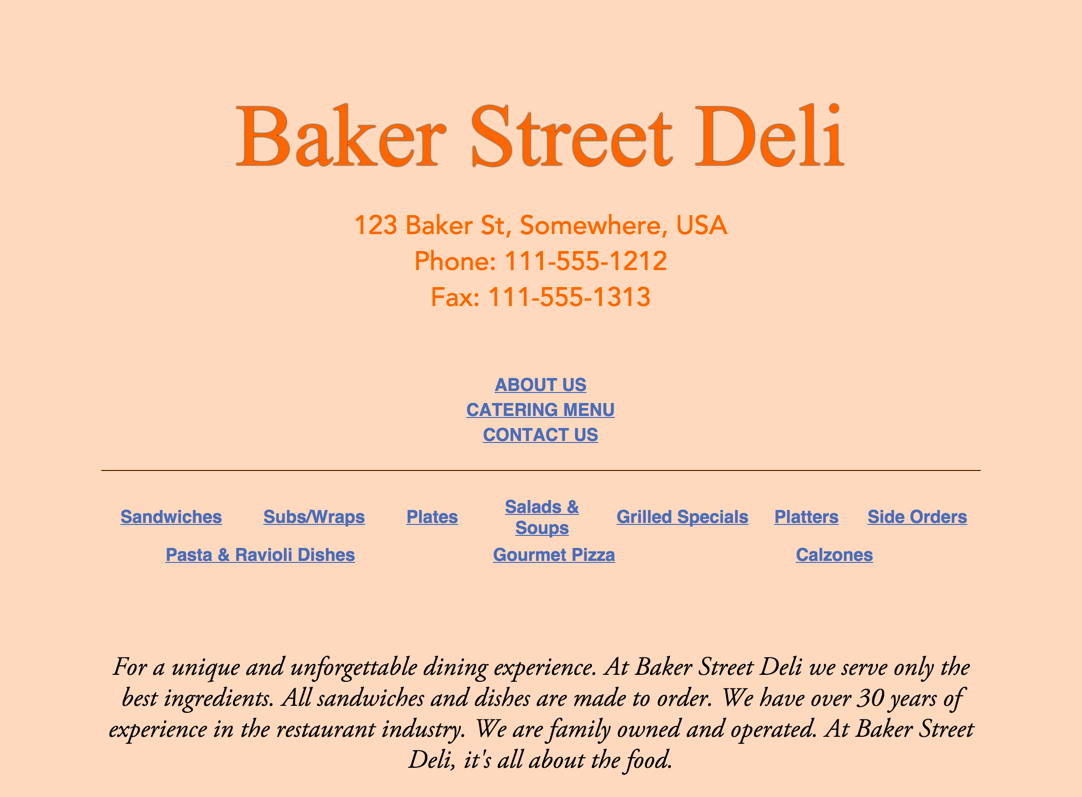 Baker Street Deli
123 Baker St, Somewhere, USA
Phone: 111-555-1212
Fax: 111-555-1313
ABOUT US
CATERING MENU
CONTACT US
Sandwiches Subs/Wraps Plates Salads & Soups Grilled Specials Platters Side Orders
Pasta & Ravioli Dishes Gourmet Pizza Calzones
For a unique and unforgettable dining experience. At Baker Street Deli we serve only the
best ingredients. All sandwiches and dishes are made to order. We have over 30 years of
experience in the restaurant industry. We are family owned and operated. At Baker Street
Deli, it's all about the food.